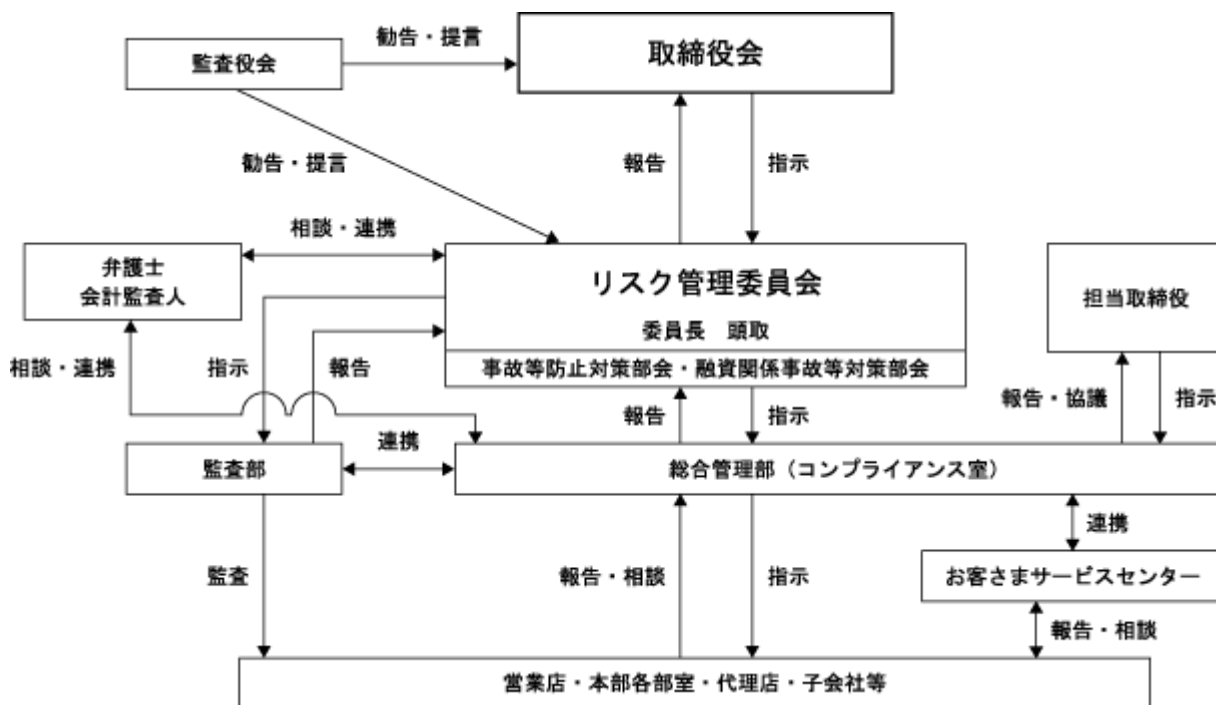 勧告・提言
監査役会
取締役会
勧告・提言
報告
指示
相談・連携
弁護士
会計監査人
リスク管理委員会
委員長 頭取
担当取締役
相談・連携
指示
報告
事故等防止対策部会・融資関係事故等対策部会
報告
指示
報告・協議
指示
監査部
連携
総合管理部（コンプライアンス室）
連携
監査
報告・相談
指示
お客さまサービスセンター
報告・相談
営業店・本部各部室・代理店・子会社等